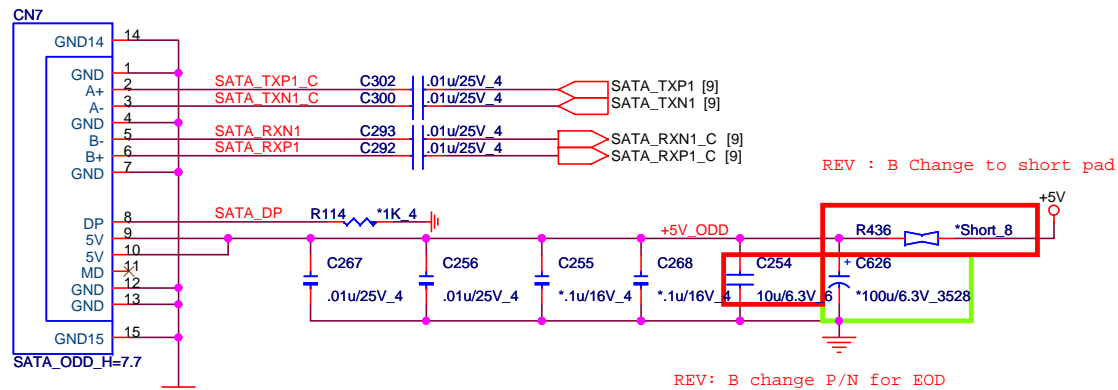 CN7
GND14 14
GND 1
A+ 2 SATA_TXP1_C C302 .01u/25V_4 SATA_TXP1 [9]
A- 3 SATA_TXN1_C C300 .01u/25V_4 SATA_TXN1 [9]
GND 4
B- 5 SATA_RXN1 C293 .01u/25V_4 SATA_RXN1_C [9]
B+ 6 SATA_RXP1 C292 .01u/25V_4 SATA_RXP1_C [9]
GND 7
REV : B Change to short pad
+5V
DP 8 SATA_DP R114 *1K_4
5V 9 +5V_ODD R436 *Short_8
5V 10
MD 11
GND 12
GND 13
C267 C256 C255 C268 C254 + C626
.01u/25V_4 .01u/25V_4 *.1u/16V_4 *.1u/16V_4 10u/6.3V_6 *100u/6.3V_3528
GND15 15
SATA_ODD_H=7.7
REV: B change P/N for EOD